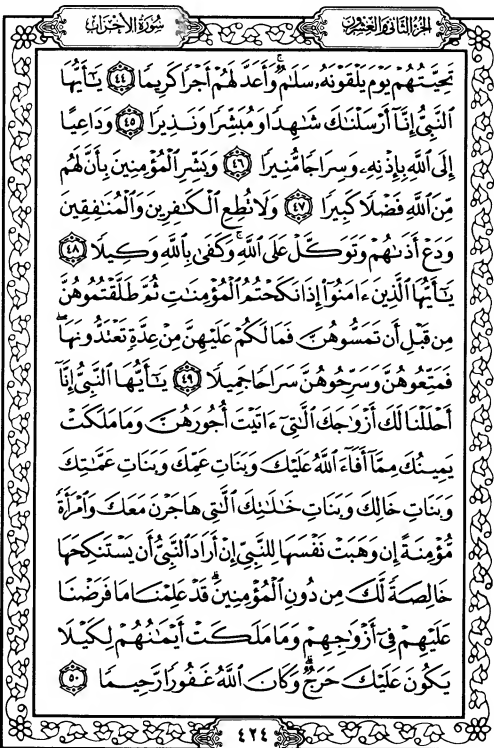 الجزء الثاني والعشرون
سورة الأحزاب
تَحِيَّتُهُمْ يَوْمَ يَلْقَوْنَهُۥ سَلَـٰمٌ ۚ وَأَعَدَّ لَهُمْ أَجْرًا كَرِيمًا ٤٤ يَـٰٓأَيُّهَا
ٱلنَّبِىُّ إِنَّآ أَرْسَلْنَـٰكَ شَـٰهِدًا وَمُبَشِّرًا وَنَذِيرًا ٤٥ وَدَاعِيًا
إِلَى ٱللَّهِ بِإِذْنِهِۦ وَسِرَاجًا مُّنِيرًا ٤٦ وَبَشِّرِ ٱلْمُؤْمِنِينَ بِأَنَّ لَهُم
مِّنَ ٱللَّهِ فَضْلًا كَبِيرًا ٤٧ وَلَا تُطِعِ ٱلْكَـٰفِرِينَ وَٱلْمُنَـٰفِقِينَ
وَدَعْ أَذَىٰهُمْ وَتَوَكَّلْ عَلَى ٱللَّهِ ۚ وَكَفَىٰ بِٱللَّهِ وَكِيلًا ٤٨
يَـٰٓأَيُّهَا ٱلَّذِينَ ءَامَنُوٓا۟ إِذَا نَكَحْتُمُ ٱلْمُؤْمِنَـٰتِ ثُمَّ طَلَّقْتُمُوهُنَّ
مِن قَبْلِ أَن تَمَسُّوهُنَّ فَمَا لَكُمْ عَلَيْهِنَّ مِنْ عِدَّةٍ تَعْتَدُّونَهَا ۖ
فَمَتِّعُوهُنَّ وَسَرِّحُوهُنَّ سَرَاحًا جَمِيلًا ٤٩ يَـٰٓأَيُّهَا ٱلنَّبِىُّ إِنَّآ
أَحْلَلْنَا لَكَ أَزْوَٰجَكَ ٱلَّـٰتِىٓ ءَاتَيْتَ أُجُورَهُنَّ وَمَا مَلَكَتْ
يَمِينُكَ مِمَّآ أَفَآءَ ٱللَّهُ عَلَيْكَ وَبَنَاتِ عَمِّكَ وَبَنَاتِ عَمَّـٰتِكَ
وَبَنَاتِ خَالِكَ وَبَنَاتِ خَـٰلَـٰتِكَ ٱلَّـٰتِى هَاجَرْنَ مَعَكَ وَٱمْرَأَةً
مُّؤْمِنَةً إِن وَهَبَتْ نَفْسَهَا لِلنَّبِىِّ إِنْ أَرَادَ ٱلنَّبِىُّ أَن يَسْتَنكِحَهَا
خَالِصَةً لَّكَ مِن دُونِ ٱلْمُؤْمِنِينَ ۗ قَدْ عَلِمْنَا مَا فَرَضْنَا
عَلَيْهِمْ فِىٓ أَزْوَٰجِهِمْ وَمَا مَلَكَتْ أَيْمَـٰنُهُمْ لِكَيْلَا
يَكُونَ عَلَيْكَ حَرَجٌ ۗ وَكَانَ ٱللَّهُ غَفُورًا رَّحِيمًا ٥٠
٤٢٤